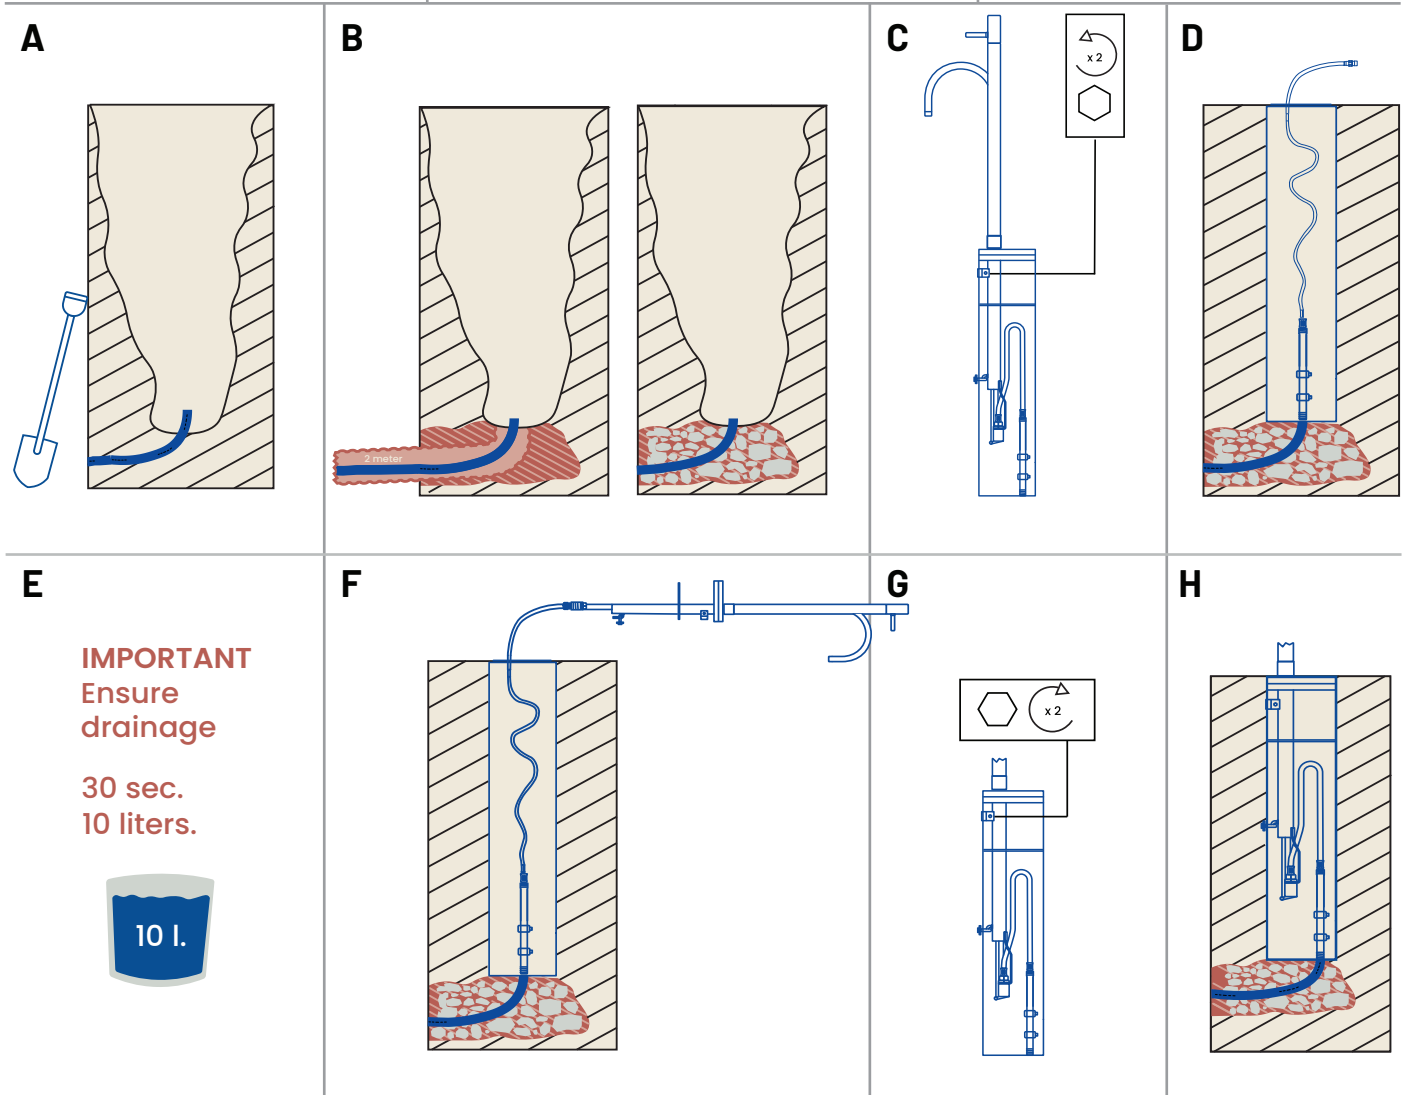 A
B
2 meter
C
x 2
D
E
IMPORTANT
Ensure
drainage
30 sec.
10 liters.
10 l.
F
G
x 2
H